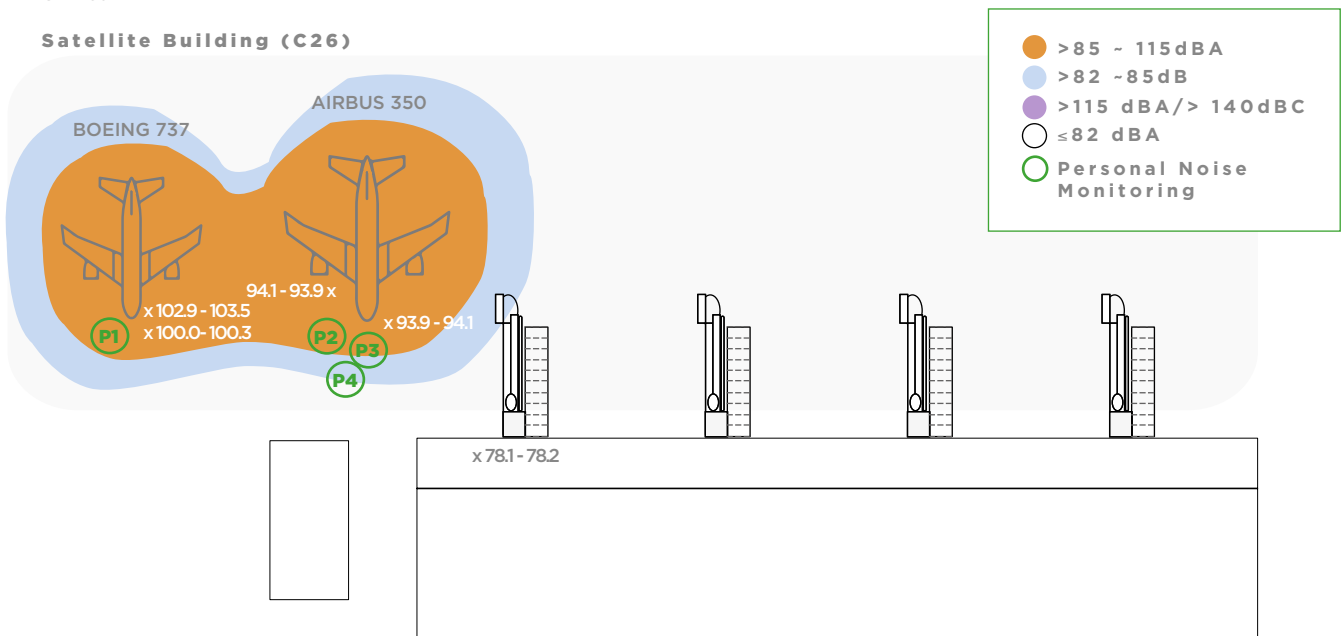 Satellite Building (C26)
>85 ~ 115dBA
>82 ~85dB
>115 dBA/> 140dBC
≤82 dBA
Personal Noise
Monitoring
AIRBUS 350
BOEING 737
94.1 - 93.9 x
x 102.9 - 103.5
x 93.9 - 94.1
x 100.0- 100.3
P1
P2
P3
P4
x 78.1 - 78.2